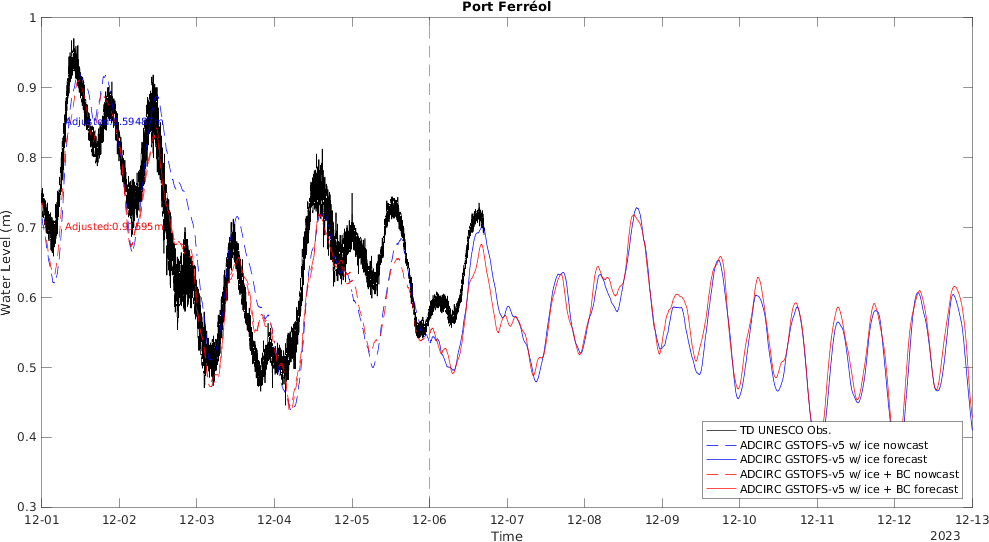 Port Ferréol
Water Level (m)
1
0.9
0.8
0.7
0.6
0.5
0.4
0.3
TD UNESCO Obs.
ADCIRC GSTOFS-v5 w/ ice nowcast
ADCIRC GSTOFS-v5 w/ ice forecast
ADCIRC GSTOFS-v5 w/ ice + BC nowcast
ADCIRC GSTOFS-v5 w/ ice + BC forecast
12-01 12-02 12-03 12-04 12-05 12-06 12-07 12-08 12-09 12-10 12-11 12-12 12-13
Time
2023